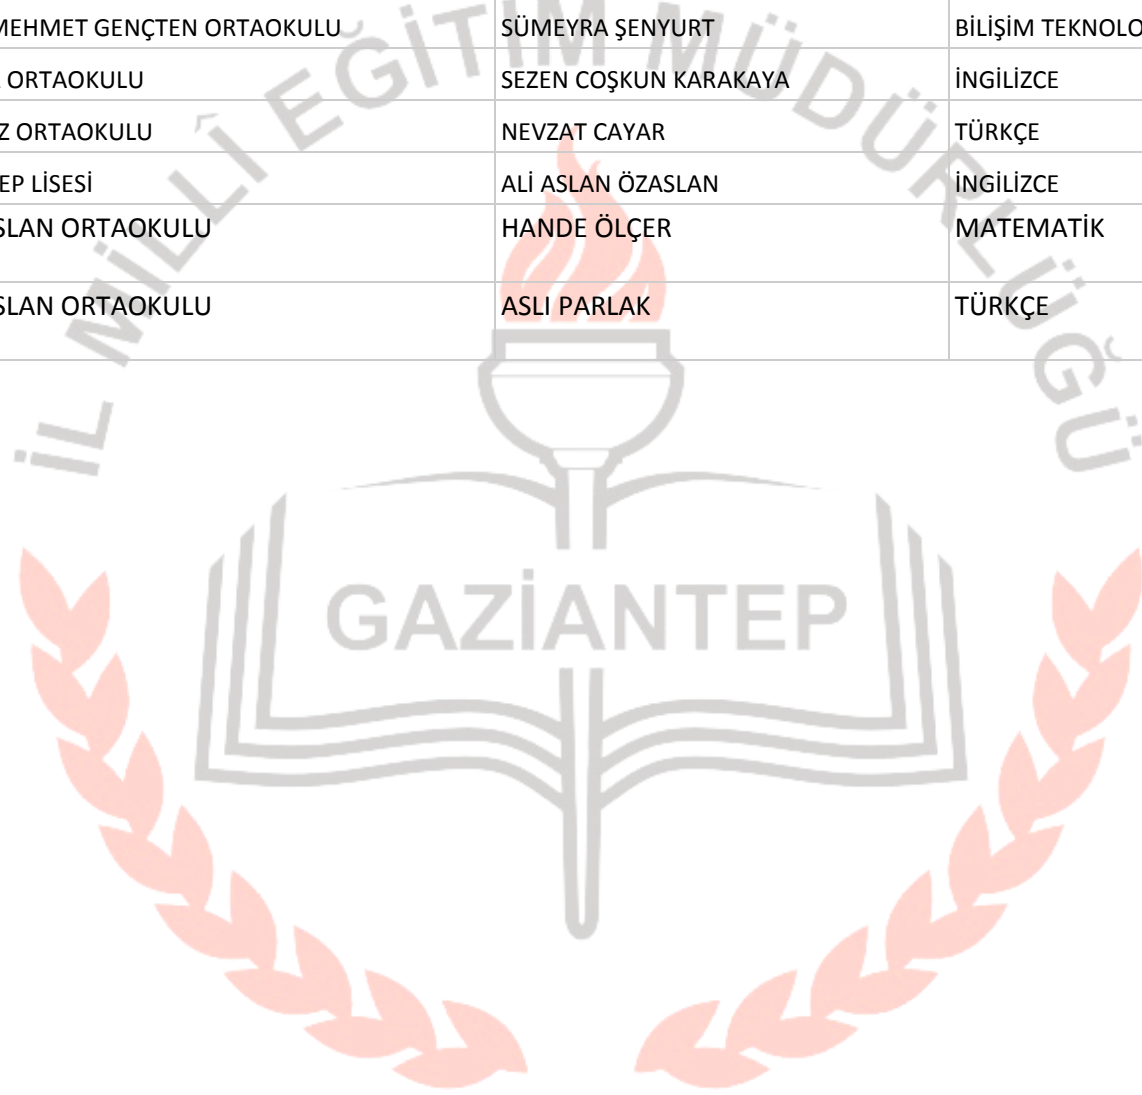 MEHMET GENÇTEN ORTAOKULU SÜMEYRA ŞENYURT BİLİŞİM
ORTAOKULU SEZEN COŞKUN KARAKAYA İNGİLİZCE
ORTAOKULU NEVZAT CAYAR TÜRKÇE
LİSESİ ALİ ASLAN ÖZASLAN İNGİLİZCE
ORTAOKULU HANDE ÖLÇER MATEMATİK
ORTAOKULU ASLI PARLAK TÜRKÇE
İL MİLLÎ EĞİTİM MÜDÜRLÜĞÜ
GAZİANTEP